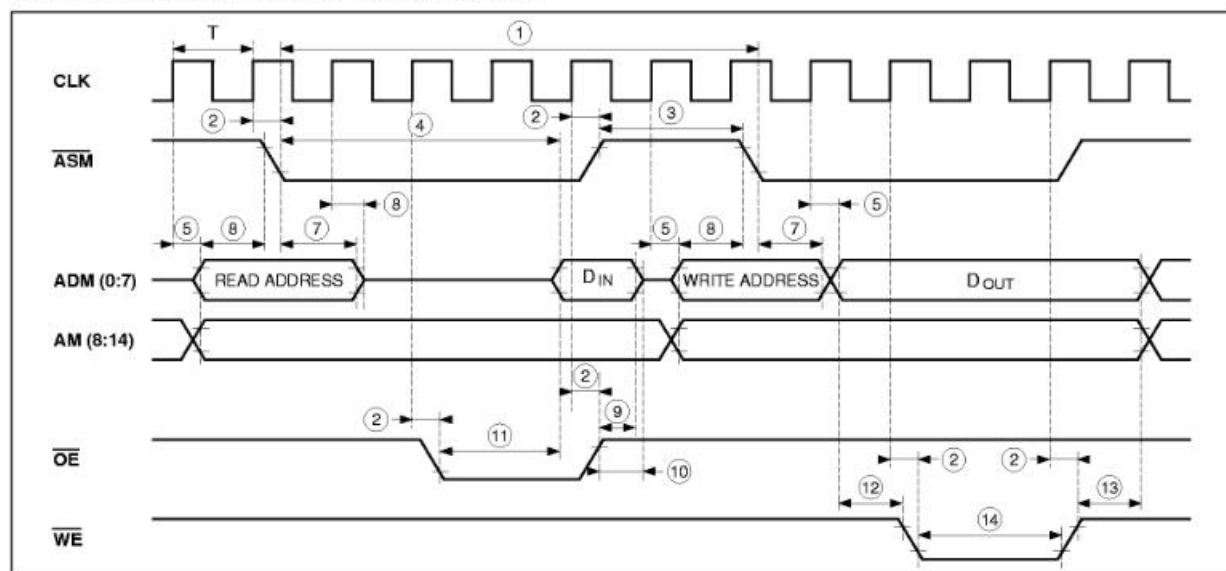 T ①
CLK
② ④ ② ③
ASM
⑧ ⑤
⑤ ⑧ ⑦ ⑤ ⑧ ⑦
ADM (0:7) READ ADDRESS DIN WRITE ADDRESS DOUT
AM (8:14)
②
② ⑪ ⑨
OE ⑩ ② ②
⑫ ⑬
WE ⑭